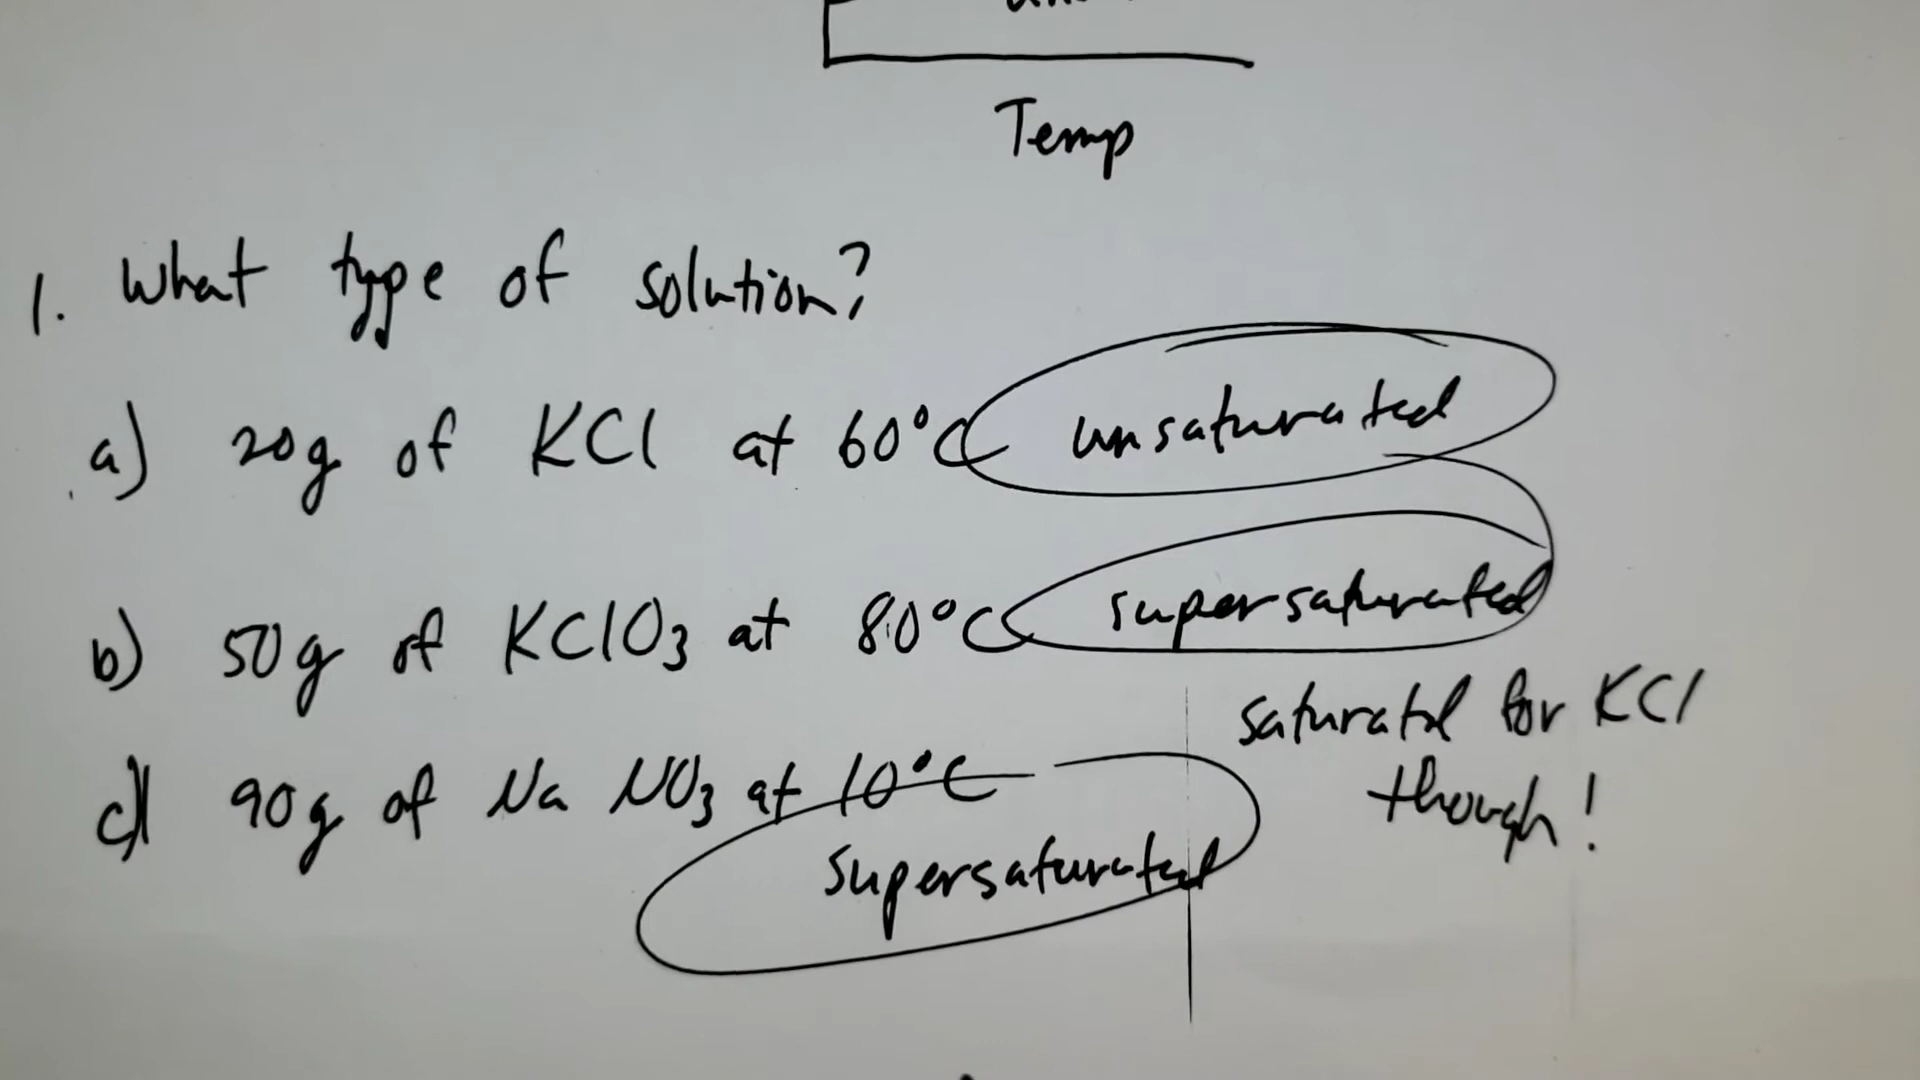 Temp
1. What type of solution?
a) 20g of KCl at 60°C unsaturated
b) 50g of KClO3 at 80°C supersaturated
saturatd for KCl
though!
c) 90g of NaNO3 at 10°C
supersaturated